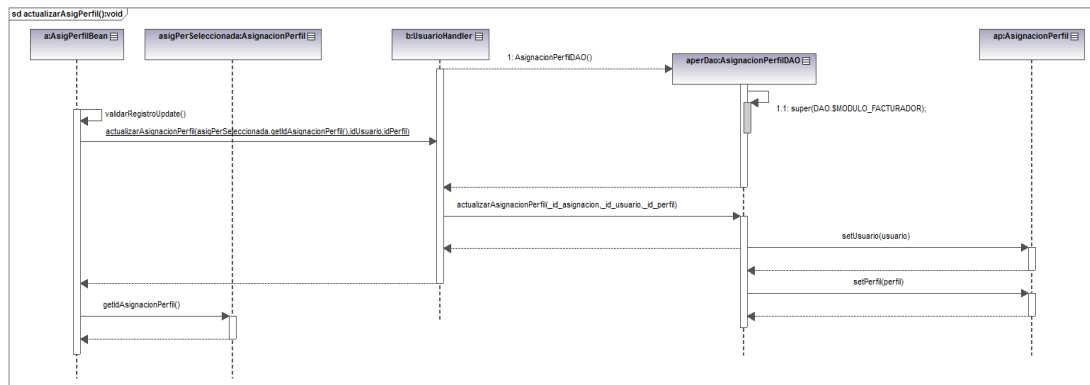 sd actualizarAsigPerfil():void
a:AsigPerfilBean
asigPerSeleccionada:AsignacionPerfil
b:UsuarioHandler
aperDao:AsignacionPerfilDAO
ap:AsignacionPerfil
1: AsignacionPerfilDAO()
1.1: super(DAO.$MODULO_FACTURADOR);
validarRegistroUpdate()
actualizarAsignacionPerfil(asigPerSeleccionada.getIdAsignacionPerfil(),idUsuario,idPerfil)
actualizarAsignacionPerfil(_id_asignacion,_id_usuario,_id_perfil)
setUsuario(usuario)
setPerfil(perfil)
getIdAsignacionPerfil()